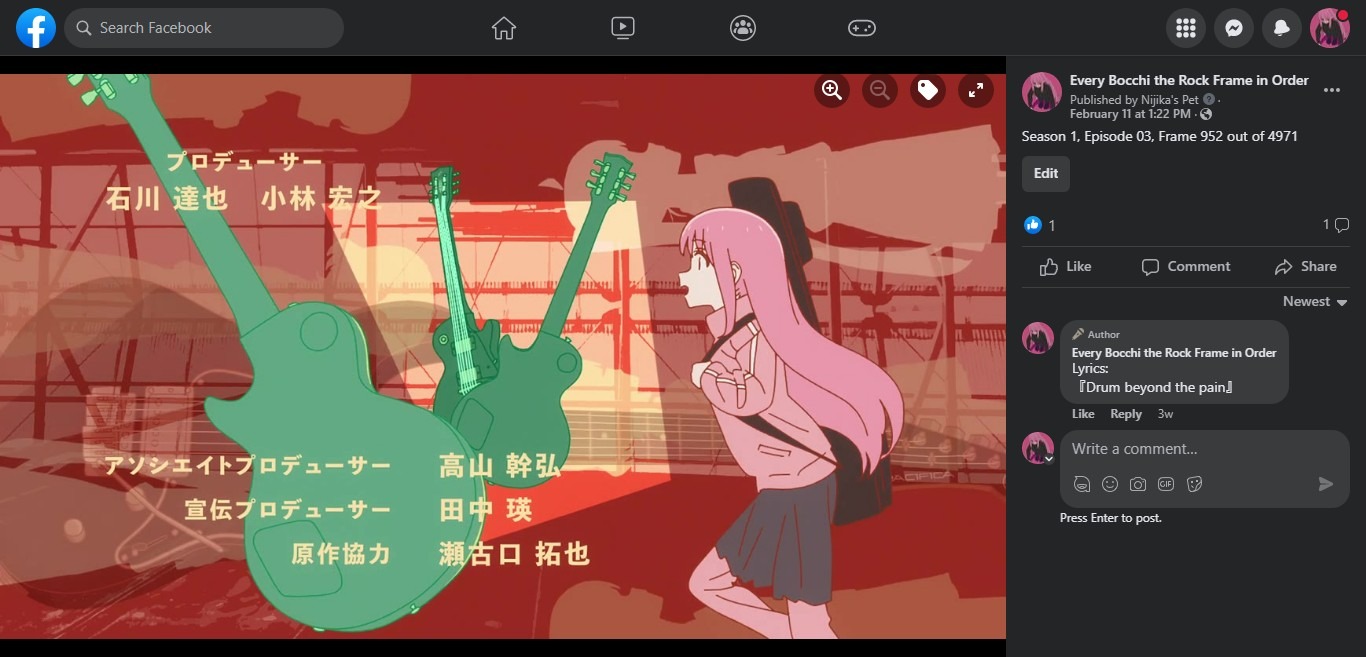 Search Facebook
プロデューサー
石川 達也　小林 宏之
アソシエイトプロデューサー　高山 幹弘
宣伝プロデューサー　田中 瑛
原作協力　瀬古口 拓也
Every Bocchi the Rock Frame in Order
Published by Nijika's Pet ·
February 11 at 1:22 PM ·
Season 1, Episode 03, Frame 952 out of 4971
Edit
1
1
Like Comment Share
Newest
Author
Every Bocchi the Rock Frame in Order
Lyrics:
『Drum beyond the pain』
Like Reply 3w
Write a comment...
GIF
Press Enter to post.